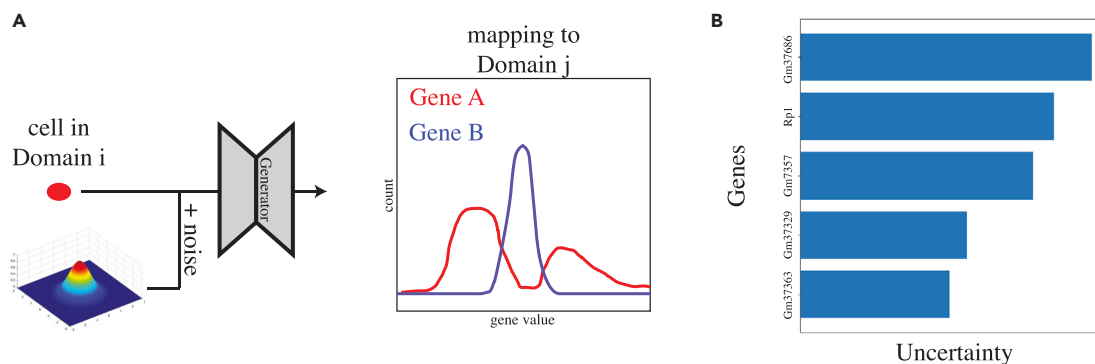 A
cell in
Domain i
+ noise
Generator
mapping to
Domain j
Gene A
Gene B
count
gene value
B
Genes
Gm37686
Rp1
Gm7357
Gm37329
Gm37363
Uncertainty